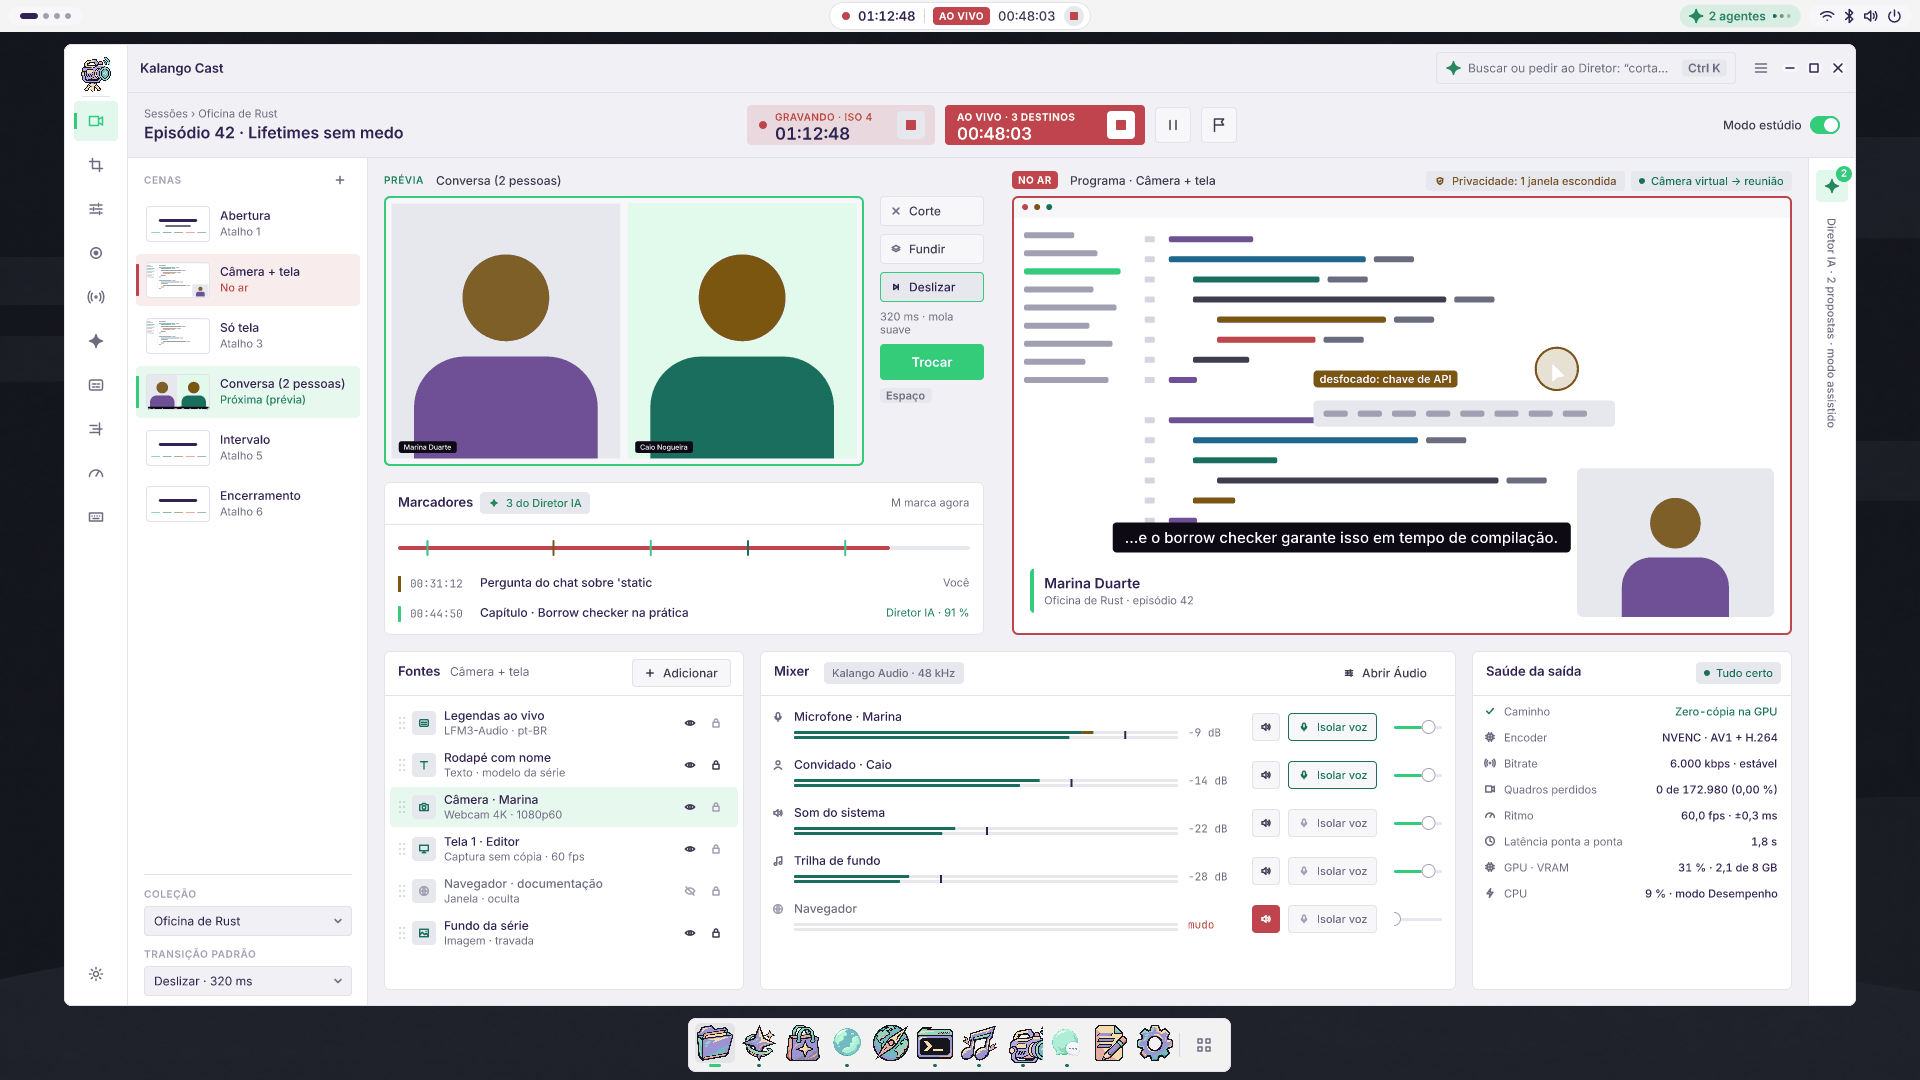 01:12:48 AO VIVO 00:48:03
2 agentes
Kalango Cast
Buscar ou pedir ao Diretor: “corta... Ctrl K
Sessões › Oficina de Rust
Episódio 42 · Lifetimes sem medo
GRAVANDO · ISO 4
01:12:48
AO VIVO · 3 DESTINOS
00:48:03
Modo estúdio
CENAS
Abertura
Atalho 1
Câmera + tela
No ar
Só tela
Atalho 3
Conversa (2 pessoas)
Próxima (prévia)
Intervalo
Atalho 5
Encerramento
Atalho 6
COLEÇÃO
Oficina de Rust
TRANSIÇÃO PADRÃO
Deslizar · 320 ms
PRÉVIA Conversa (2 pessoas)
Marina Duarte
Caio Nogueira
Corte
Fundir
Deslizar
320 ms · mola
suave
Trocar
Espaço
NO AR Programa · Câmera + tela
Privacidade: 1 janela escondida
Câmera virtual → reunião
desfocado: chave de API
...e o borrow checker garante isso em tempo de compilação.
Marina Duarte
Oficina de Rust · episódio 42
2
Diretor IA · 2 propostas · modo assistido
Marcadores 3 do Diretor IA M marca agora
00:31:12 Pergunta do chat sobre 'static Você
00:44:50 Capítulo · Borrow checker na prática Diretor IA · 91 %
Fontes Câmera + tela Adicionar
Legendas ao vivo
LFM3-Audio · pt-BR
Rodapé com nome
Texto · modelo da série
Câmera · Marina
Webcam 4K · 1080p60
Tela 1 · Editor
Captura sem cópia · 60 fps
Navegador · documentação
Janela · oculta
Fundo da série
Imagem · travada
Mixer Kalango Audio · 48 kHz Abrir Áudio
Microfone · Marina
-9 dB Isolar voz
Convidado · Caio
-14 dB Isolar voz
Som do sistema
-22 dB Isolar voz
Trilha de fundo
-28 dB Isolar voz
Navegador
mudo Isolar voz
Saúde da saída Tudo certo
Caminho Zero-cópia na GPU
Encoder NVENC · AV1 + H.264
Bitrate 6.000 kbps · estável
Quadros perdidos 0 de 172.980 (0,00 %)
Ritmo 60,0 fps · ±0,3 ms
Latência ponta a ponta 1,8 s
GPU · VRAM 31 % · 2,1 de 8 GB
CPU 9 % · modo Desempenho